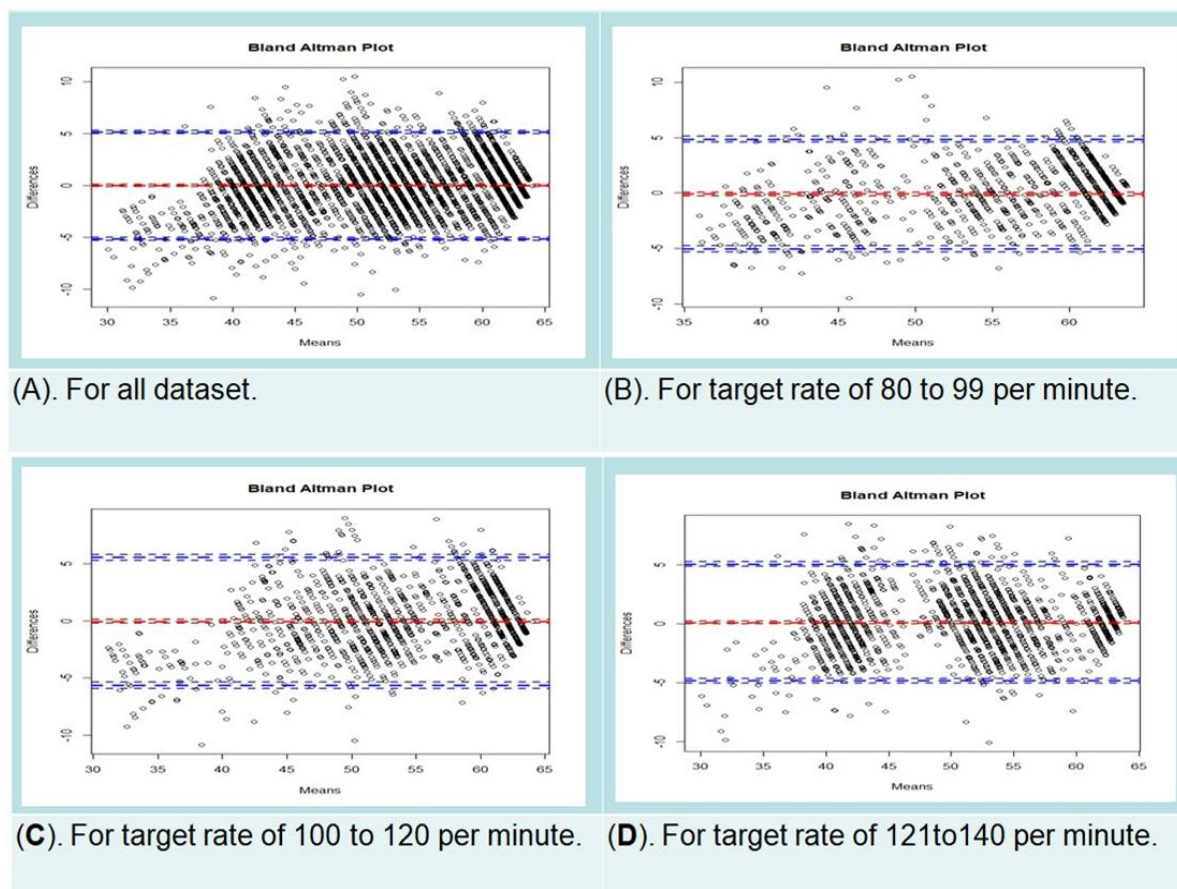 Bland Altman Plot
Differences
10
5
0
-5
-10
30 35 40 45 50 55 60 65
Means
(A). For all dataset.
Bland Altman Plot
Differences
10
5
0
-5
-10
35 40 45 50 55 60
Means
(B). For target rate of 80 to 99 per minute.
Bland Altman Plot
Differences
5
0
-5
-10
30 35 40 45 50 55 60 65
Means
(C). For target rate of 100 to 120 per minute.
Bland Altman Plot
Differences
5
0
-5
-10
30 35 40 45 50 55 60 65
Means
(D). For target rate of 121to140 per minute.